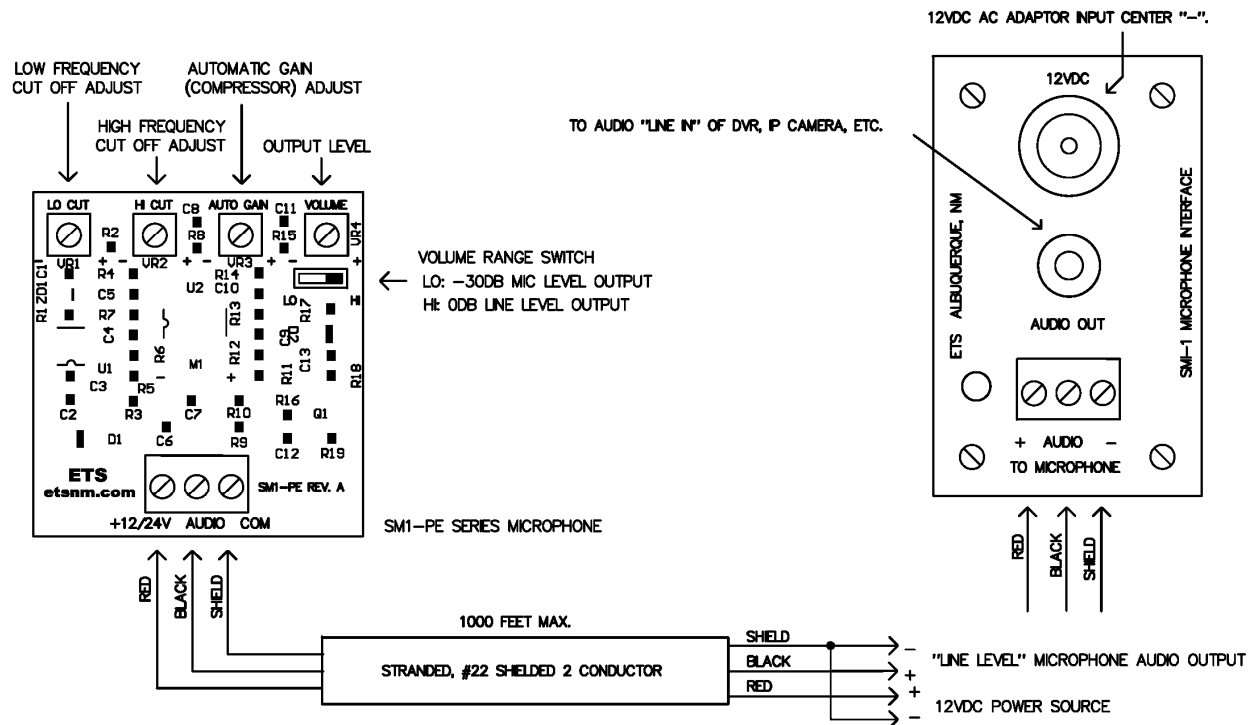 12VDC AC ADAPTOR INPUT CENTER "-".
LOW FREQUENCY
CUT OFF ADJUST
AUTOMATIC GAIN
(COMPRESSOR) ADJUST
HIGH FREQUENCY
CUT OFF ADJUST
OUTPUT LEVEL
TO AUDIO "LINE IN" OF DVR, IP CAMERA, ETC.
12VDC
LO CUT
HI CUT
C8
AUTO GAIN
C11
VOLUME
R2
R8
R15
VR4
- VR1 + - VR2 + - VR3 + - +
C1
R4
R14
ZD1
C5
U2
C10
LO
HI
R1
R7
R13
R17
C4
R6
C9
D2
U1
M1
R12
C13
C3
R5
- +
R11
R18
C2
R3
C7
R10
R16
Q1
D1
C6
R9
C12
R19
VOLUME RANGE SWITCH
LO: -30DB MIC LEVEL OUTPUT
HI: 0DB LINE LEVEL OUTPUT
ETS
etsnm.com
SM1-PE REV. A
+12/24V AUDIO COM
SM1-PE SERIES MICROPHONE
ETS ALBUQUERQUE, NM
SMI-1 MICROPHONE INTERFACE
AUDIO OUT
+ AUDIO -
TO MICROPHONE
RED
BLACK
SHIELD
RED
BLACK
SHIELD
1000 FEET MAX.
STRANDED, #22 SHIELDED 2 CONDUCTOR
SHIELD
BLACK
RED
-
+
+
-
"LINE LEVEL" MICROPHONE AUDIO OUTPUT
12VDC POWER SOURCE